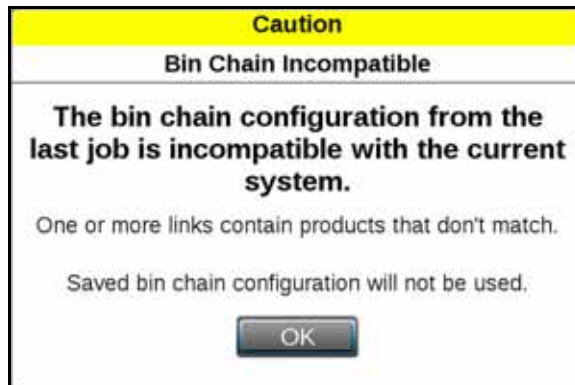 Caution
Bin Chain Incompatible
The bin chain configuration from the
last job is incompatible with the current
system.
One or more links contain products that don't match.
Saved bin chain configuration will not be used.
OK